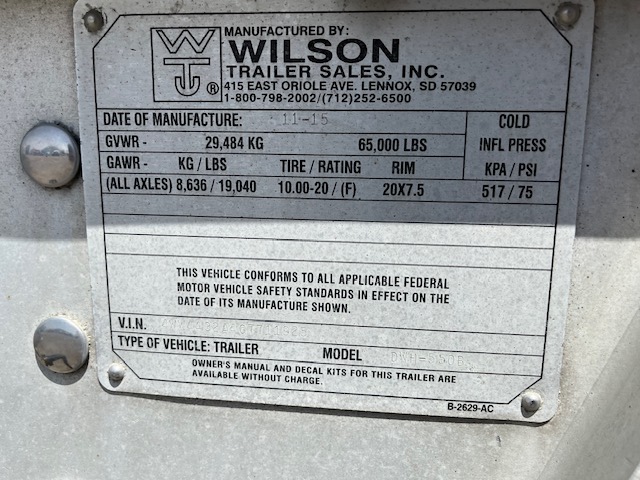 MANUFACTURED BY:
WILSON
WTS ®
TRAILER SALES, INC.
415 EAST ORIOLE AVE. LENNOX, SD 57039
1-800-798-2002/(712)252-6500
DATE OF MANUFACTURE: 11-15 COLD
GVWR - 29,484 KG 65,000 LBS INFL PRESS
GAWR - KG / LBS TIRE / RATING RIM KPA / PSI
(ALL AXLES) 8,636 / 19,040 10.00-20 / (F) 20X7.5 517 / 75
THIS VEHICLE CONFORMS TO ALL APPLICABLE FEDERAL
MOTOR VEHICLE SAFETY STANDARDS IN EFFECT ON THE
DATE OF ITS MANUFACTURE SHOWN.
V.I.N.
TYPE OF VEHICLE: TRAILER MODEL
OWNER'S MANUAL AND DECAL KITS FOR THIS TRAILER ARE
AVAILABLE WITHOUT CHARGE.
B-2629-AC